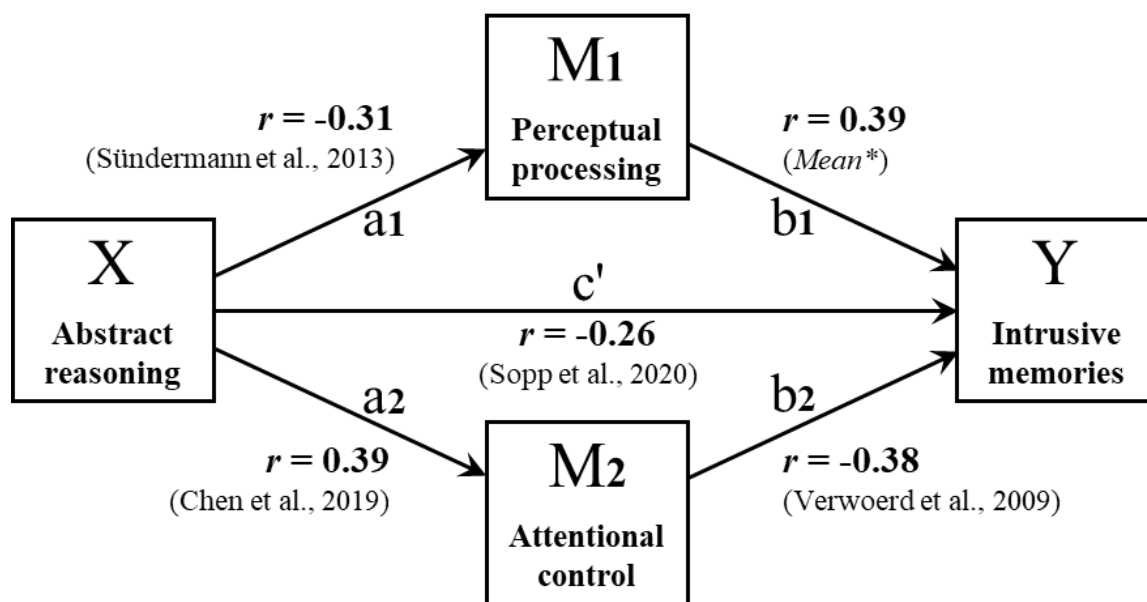 M1
Perceptual
processing
r = -0.31
(Sündermann et al., 2013)
a1
r = 0.39
(Mean*)
b1
X
Abstract
reasoning
c'
r = -0.26
(Sopp et al., 2020)
Y
Intrusive
memories
a2
r = 0.39
(Chen et al., 2019)
M2
Attentional
control
b2
r = -0.38
(Verwoerd et al., 2009)